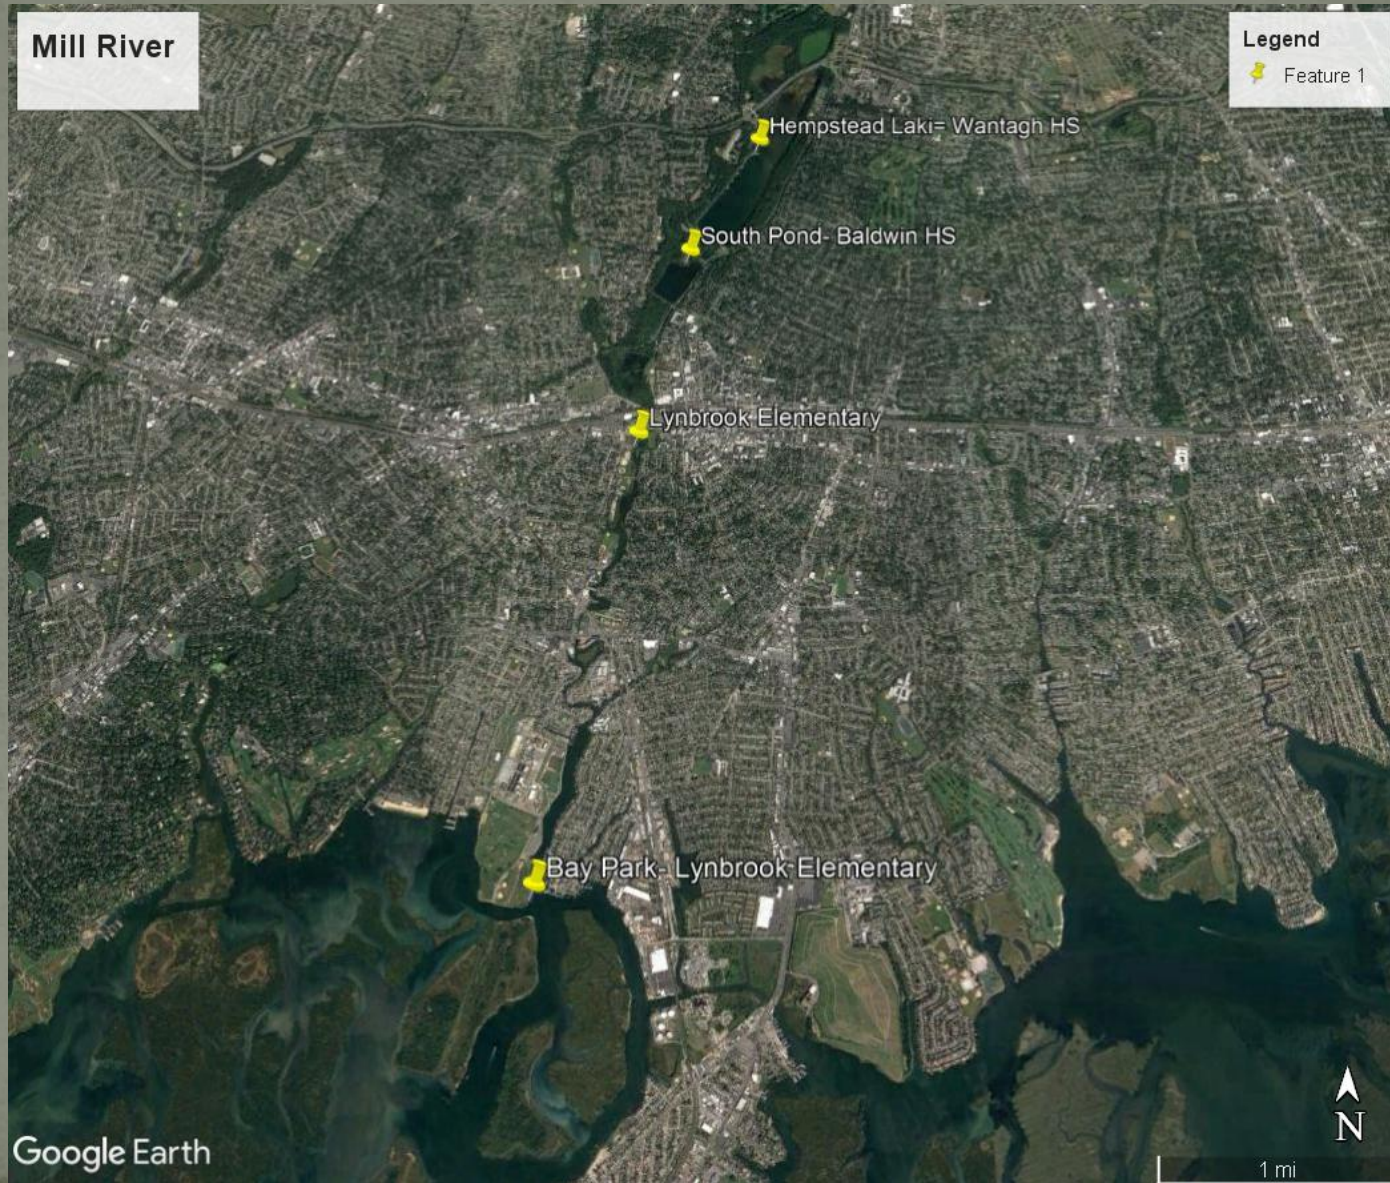 Mill River
Legend
Feature 1
Hempstead Laki= Wantagh HS
South Pond- Baldwin HS
Lynbrook Elementary
Bay Park- Lynbrook Elementary
N
Google Earth
1 mi